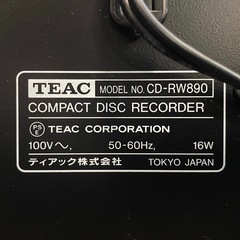 TEAC MODEL NO. CD-RW890
COMPACT DISC RECORDER
PS E TEAC CORPORATION
100V～, 50-60Hz, 16W
ティアック株式会社 TOKYO JAPAN